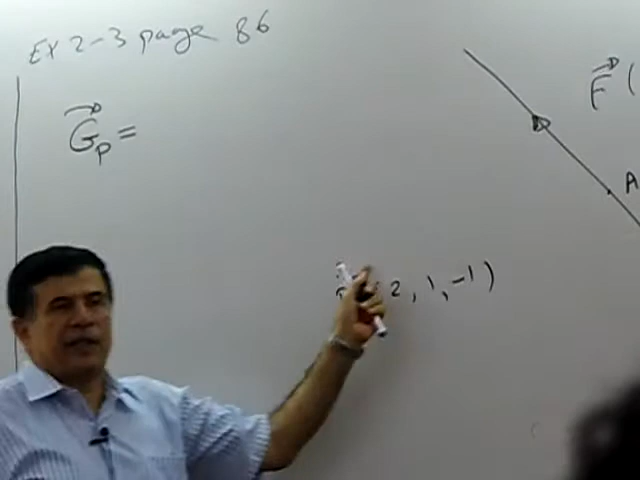 Ex 2-3 page 86
G⃗p =
F⃗ (
A
2, 1, -1)